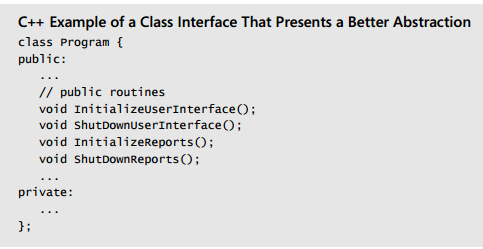 C++ Example of a Class Interface That Presents a Better Abstraction
class Program {
public:
   ...
   // public routines
   void InitializeUserInterface();
   void ShutDownUserInterface();
   void InitializeReports();
   void ShutDownReports();
   ...
private:
   ...
};